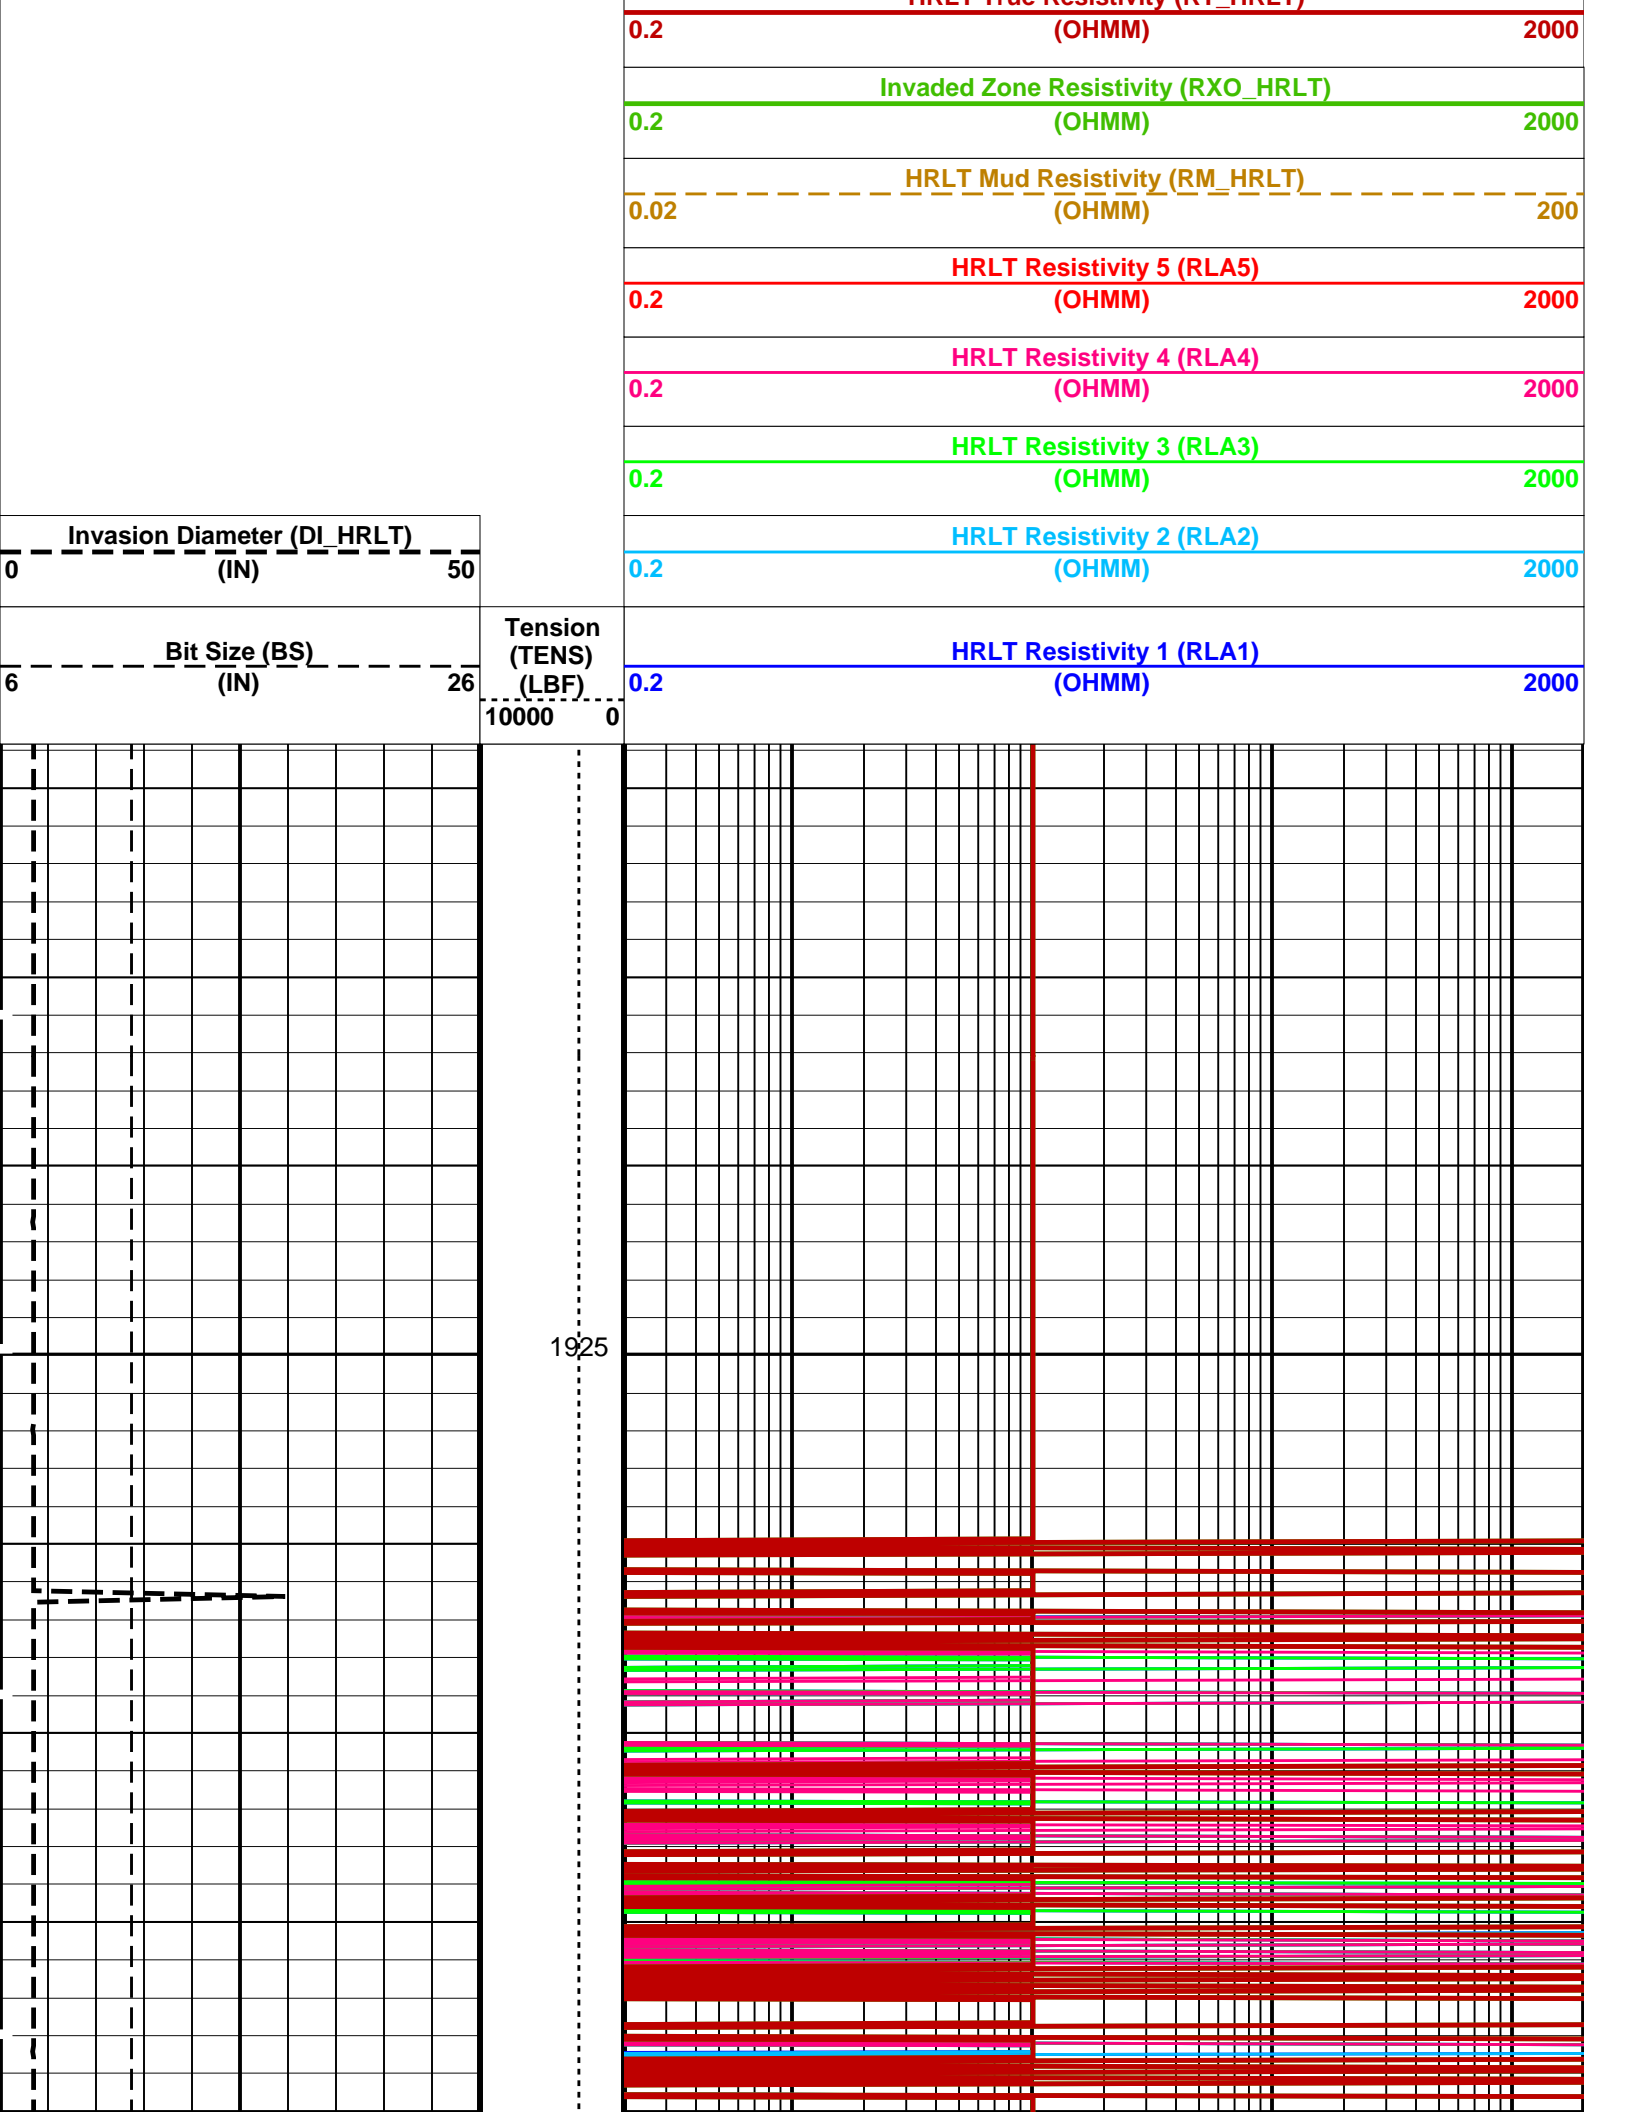 HRLT True Resistivity (RT_HRLT)
0.2 (OHMM) 2000
Invaded Zone Resistivity (RXO_HRLT)
0.2 (OHMM) 2000
HRLT Mud Resistivity (RM_HRLT)
0.02 (OHMM) 200
HRLT Resistivity 5 (RLA5)
0.2 (OHMM) 2000
HRLT Resistivity 4 (RLA4)
0.2 (OHMM) 2000
HRLT Resistivity 3 (RLA3)
0.2 (OHMM) 2000
Invasion Diameter (DI_HRLT)
0 (IN) 50
HRLT Resistivity 2 (RLA2)
0.2 (OHMM) 2000
Bit Size (BS)
6 (IN) 26
Tension
(TENS)
(LBF)
10000 0
HRLT Resistivity 1 (RLA1)
0.2 (OHMM) 2000
1925